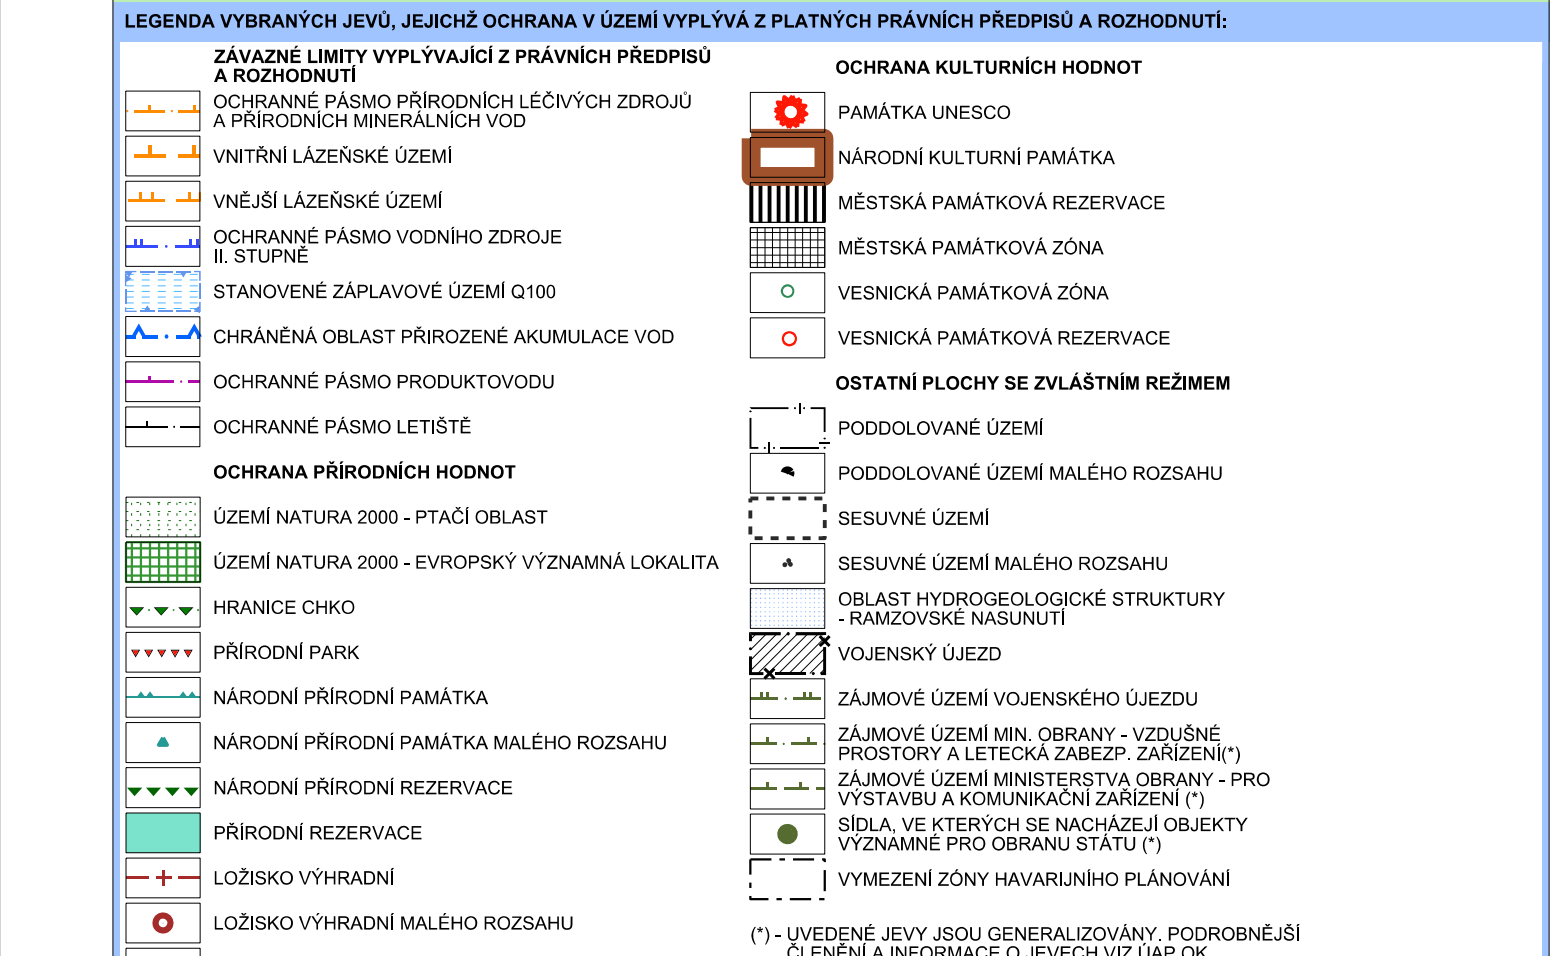 LEGENDA VYBRANÝCH JEVŮ, JEJICHŽ OCHRANA V ÚZEMÍ VYPLÝVÁ Z PLATNÝCH PRÁVNÍCH PŘEDPISŮ A ROZHODNUTÍ:
ZÁVAZNÉ LIMITY VYPLÝVAJÍCÍ Z PRÁVNÍCH PŘEDPISŮ
A ROZHODNUTÍ
OCHRANNÉ PÁSMO PŘÍRODNÍCH LÉČIVÝCH ZDROJŮ
A PŘÍRODNÍCH MINERÁLNÍCH VOD
VNITŘNÍ LÁZEŇSKÉ ÚZEMÍ
VNĚJŠÍ LÁZEŇSKÉ ÚZEMÍ
OCHRANNÉ PÁSMO VODNÍHO ZDROJE
II. STUPNĚ
STANOVENÉ ZÁPLAVOVÉ ÚZEMÍ Q100
CHRÁNĚNÁ OBLAST PŘIROZENÉ AKUMULACE VOD
OCHRANNÉ PÁSMO PRODUKTOVODU
OCHRANNÉ PÁSMO LETIŠTĚ
OCHRANA PŘÍRODNÍCH HODNOT
ÚZEMÍ NATURA 2000 - PTAČÍ OBLAST
ÚZEMÍ NATURA 2000 - EVROPSKÝ VÝZNAMNÁ LOKALITA
HRANICE CHKO
PŘÍRODNÍ PARK
NÁRODNÍ PŘÍRODNÍ PAMÁTKA
NÁRODNÍ PŘÍRODNÍ PAMÁTKA MALÉHO ROZSAHU
NÁRODNÍ PŘÍRODNÍ REZERVACE
PŘÍRODNÍ REZERVACE
LOŽISKO VÝHRADNÍ
LOŽISKO VÝHRADNÍ MALÉHO ROZSAHU
OCHRANA KULTURNÍCH HODNOT
PAMÁTKA UNESCO
NÁRODNÍ KULTURNÍ PAMÁTKA
MĚSTSKÁ PAMÁTKOVÁ REZERVACE
MĚSTSKÁ PAMÁTKOVÁ ZÓNA
VESNICKÁ PAMÁTKOVÁ ZÓNA
VESNICKÁ PAMÁTKOVÁ REZERVACE
OSTATNÍ PLOCHY SE ZVLÁŠTNÍM REŽIMEM
PODDOLOVANÉ ÚZEMÍ
PODDOLOVANÉ ÚZEMÍ MALÉHO ROZSAHU
SESUVNÉ ÚZEMÍ
SESUVNÉ ÚZEMÍ MALÉHO ROZSAHU
OBLAST HYDROGEOLOGICKÉ STRUKTURY
- RAMZOVSKÉ NASUNUTÍ
VOJENSKÝ ÚJEZD
ZÁJMOVÉ ÚZEMÍ VOJENSKÉHO ÚJEZDU
ZÁJMOVÉ ÚZEMÍ MIN. OBRANY - VZDUŠNÉ
PROSTORY A LETECKÁ ZABEZP. ZAŘÍZENÍ(*)
ZÁJMOVÉ ÚZEMÍ MINISTERSTVA OBRANY - PRO
VÝSTAVBU A KOMUNIKAČNÍ ZAŘÍZENÍ (*)
SÍDLA, VE KTERÝCH SE NACHÁZEJÍ OBJEKTY
VÝZNAMNÉ PRO OBRANU STÁTU (*)
VYMEZENÍ ZÓNY HAVARIJNÍHO PLÁNOVÁNÍ
(*) - UVEDENÉ JEVY JSOU GENERALIZOVÁNY. PODROBNĚJŠÍ
ČLENĚNÍ A INFORMACE O JEVECH VIZ ÚAP OK